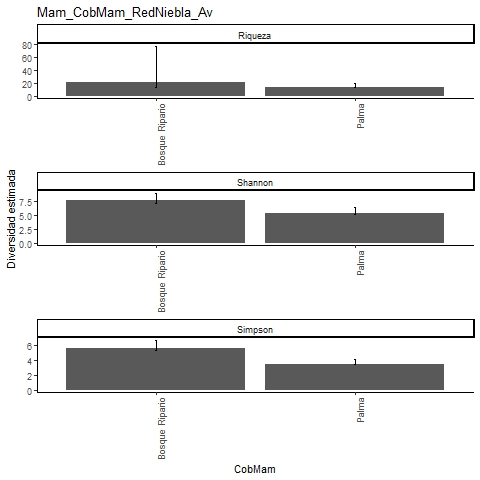 Mam_CobMam_RedNiebla_Av
Riqueza
80
60
40
20
0
Bosque Ripario
Palma
Shannon
7.5
5.0
2.5
0.0
Bosque Ripario
Palma
Simpson
6
4
2
0
Bosque Ripario
Palma
Diversidad estimada
CobMam